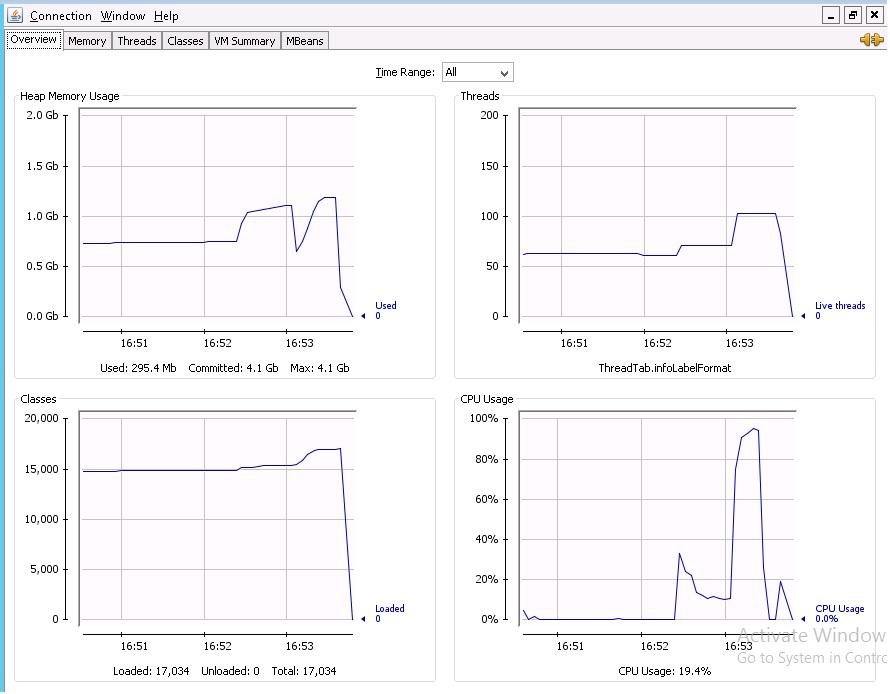 Connection Window Help
Overview Memory Threads Classes VM Summary MBeans
Time Range: All
Heap Memory Usage
2.0 Gb
1.5 Gb
1.0 Gb
0.5 Gb
0.0 Gb
Used
0
16:51 16:52 16:53
Used: 295.4 Mb Committed: 4.1 Gb Max: 4.1 Gb
Threads
200
150
100
50
0
Live threads
0
16:51 16:52 16:53
ThreadTab.infoLabelFormat
Classes
20,000
15,000
10,000
5,000
0
Loaded
0
16:51 16:52 16:53
Loaded: 17,034 Unloaded: 0 Total: 17,034
CPU Usage
100%
80%
60%
40%
20%
0%
CPU Usage
0.0%
16:51 16:52 16:53
CPU Usage: 19.4%
Activate Window
Go to System in Contro